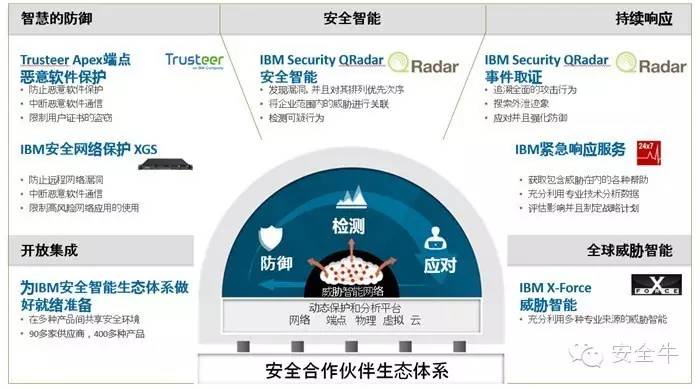 智慧的防御
安全智能
持续响应
Trusteer Apex端点
恶意软件保护
Trusteer
an IBM Company
• 防止恶意软件保护
• 中断恶意软件通信
• 限制用户证书的盗窃
IBM安全网络保护 XGS
• 防止远程网络漏洞
• 中断恶意软件通信
• 限制高风险网络应用的使用
IBM Security QRadar
安全智能
QRadar
• 发现漏洞,并且对其排列优先次序
• 将企业范围内的威胁进行关联
• 检测可疑行为
IBM Security QRadar
事件取证
QRadar
• 追溯全面的攻击行为
• 搜索外泄迹象
• 应对并且强化防御
IBM紧急响应服务
24x7
• 获取包含威胁在内的各种帮助
• 充分利用专业技术分析数据
• 评估影响并且制定战略计划
检测
防御
应对
威胁智能网络
动态保护和分析平台
网络 端点 物理 虚拟 云
安全合作伙伴生态体系
开放集成
为IBM安全智能生态体系做
好就绪准备
• 在多种产品间共享安全环境
• 90多家供应商，400多种产品
全球威胁智能
IBM X-Force
威胁智能
X
FORCE
• 充分利用多种专业来源的威胁智能
安全牛